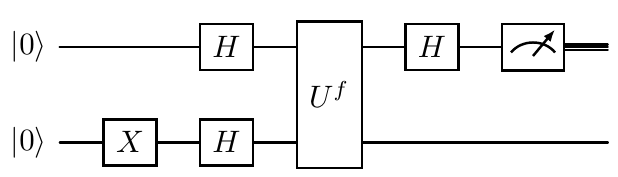 |0⟩ H H
U^f
|0⟩ X H